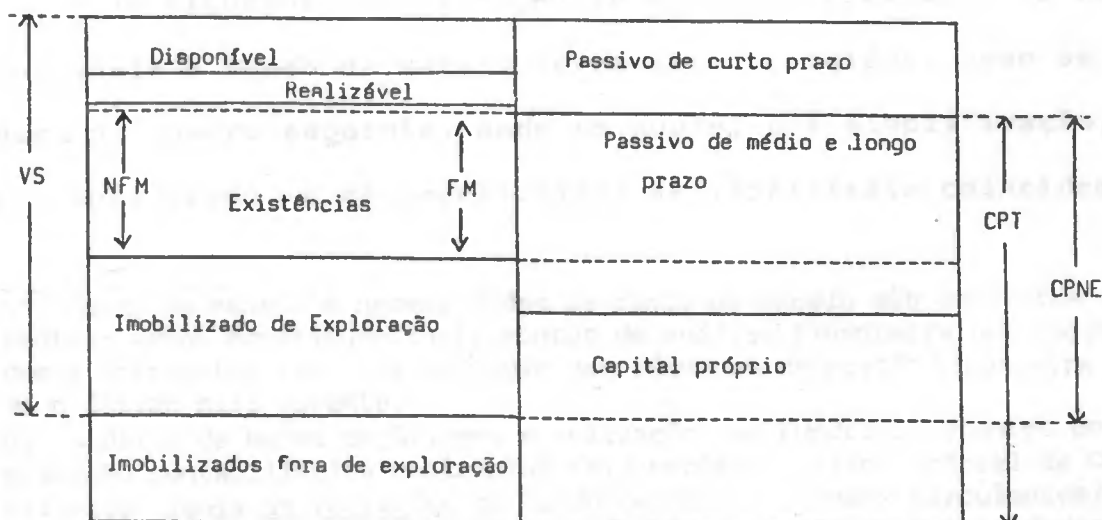 Disponível
Passivo de curto prazo
Realizável
Passivo de médio e longo
prazo
VS
NFM
FM
Existências
CPT
CPNE
Imobilizado de Exploração
Capital próprio
Imobilizados fora de exploração